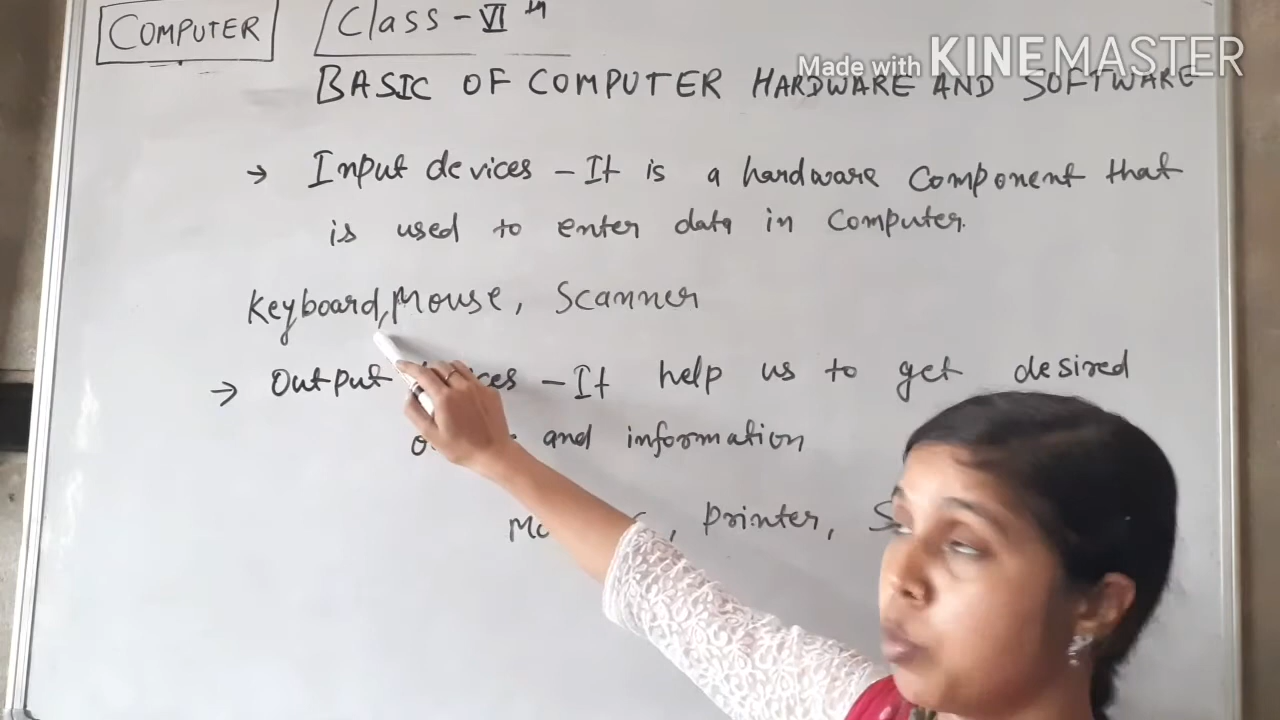 COMPUTER Class-VI th
Made with KINEMASTER
BASIC OF COMPUTER HARDWARE AND SOFTWARE
→ Input devices - It is a hardware component that
is used to enter data in computer.
Keyboard, Mouse, Scanner
→ Output - It help us to get desired
and information
printer,